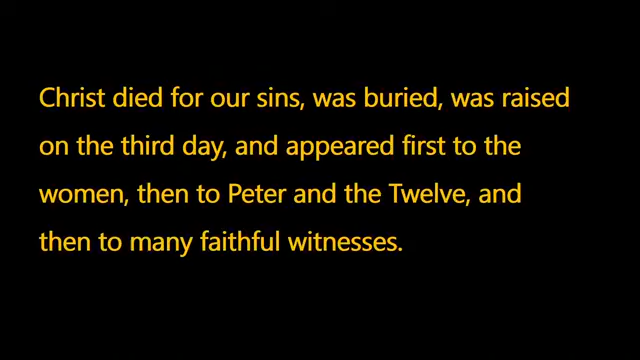 Christ died for our sins, was buried, was raised
on the third day, and appeared first to the
women, then to Peter and the Twelve, and
then to many faithful witnesses.